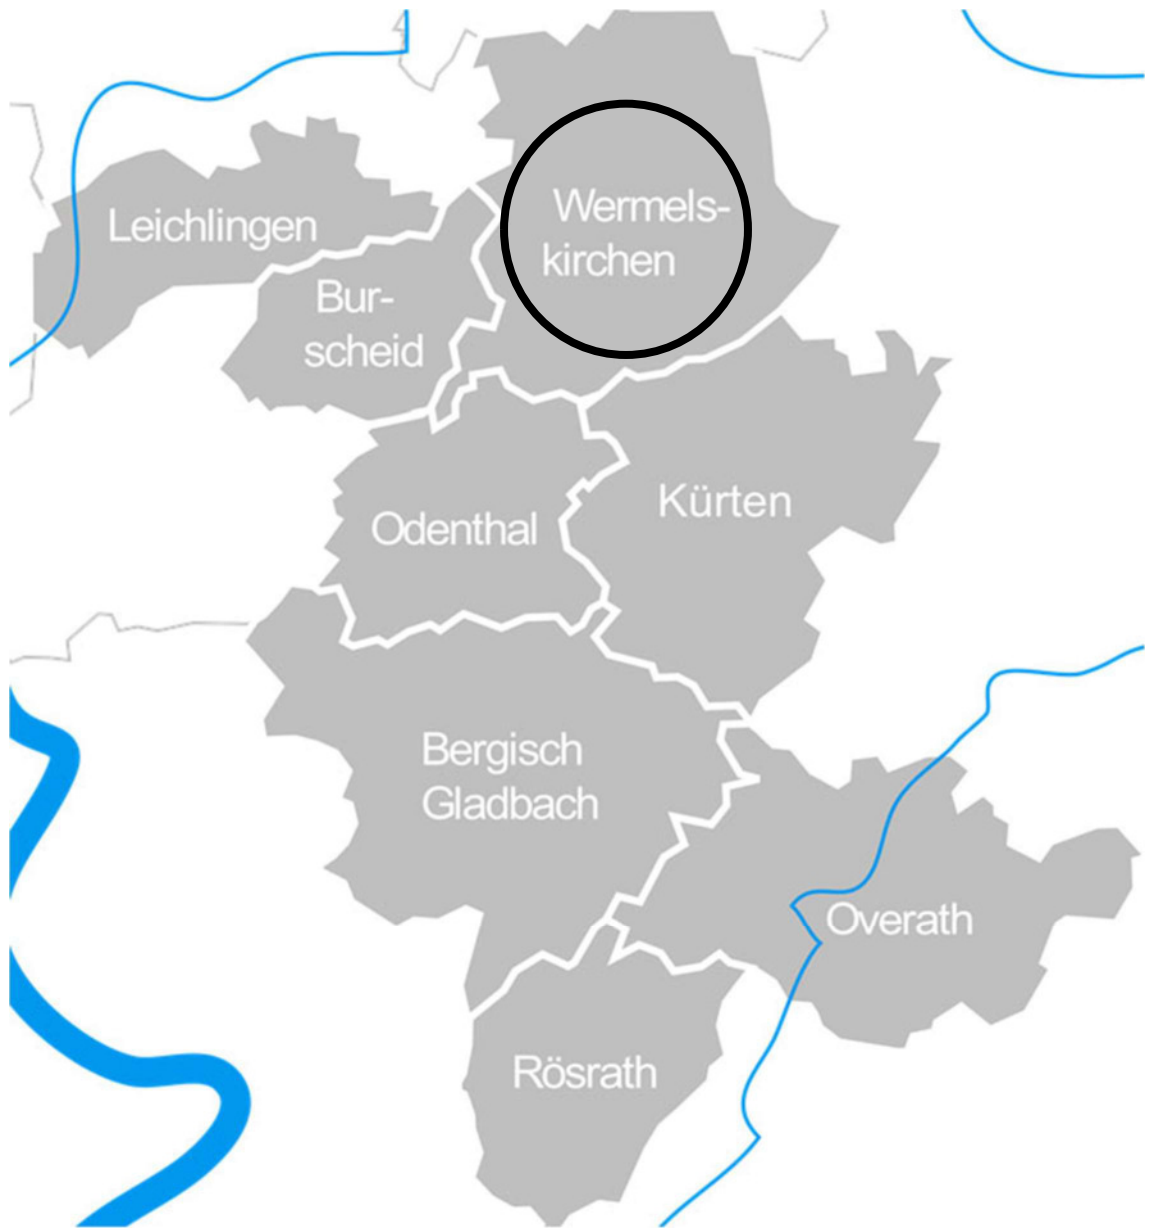 Wermels-
kirchen
Leichlingen
Bur-
scheid
Kürten
Odenthal
Bergisch
Gladbach
Overath
Rösrath